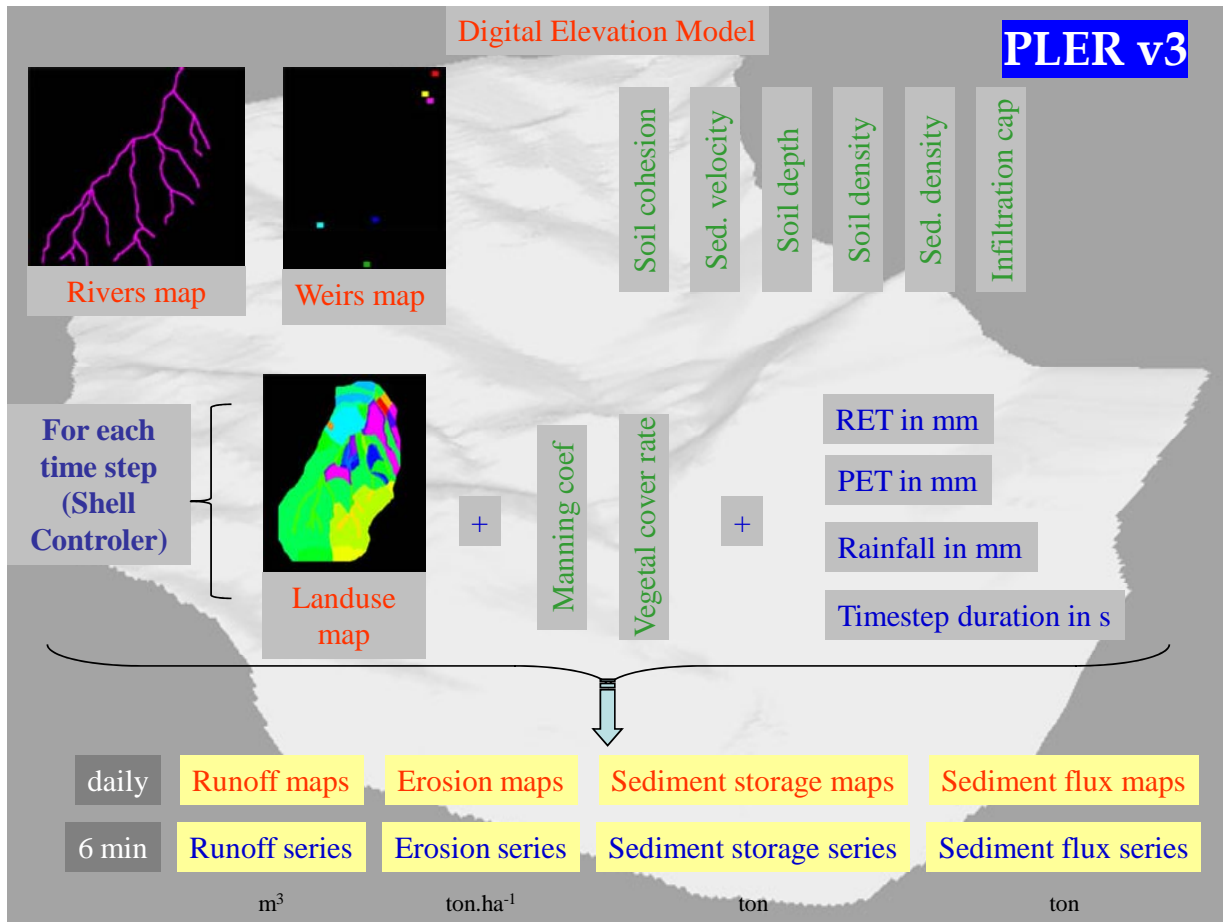 Digital Elevation Model
PLER v3
Rivers map
Weirs map
Soil cohesion
Sed. velocity
Soil depth
Soil density
Sed. density
Infiltration cap
For each
time step
(Shell
Controler)
Landuse
map
+
Manning coef
Vegetal cover rate
+
RET in mm
PET in mm
Rainfall in mm
Timestep duration in s
daily
Runoff maps
Erosion maps
Sediment storage maps
Sediment flux maps
6 min
Runoff series
Erosion series
Sediment storage series
Sediment flux series
m³
ton.ha⁻¹
ton
ton